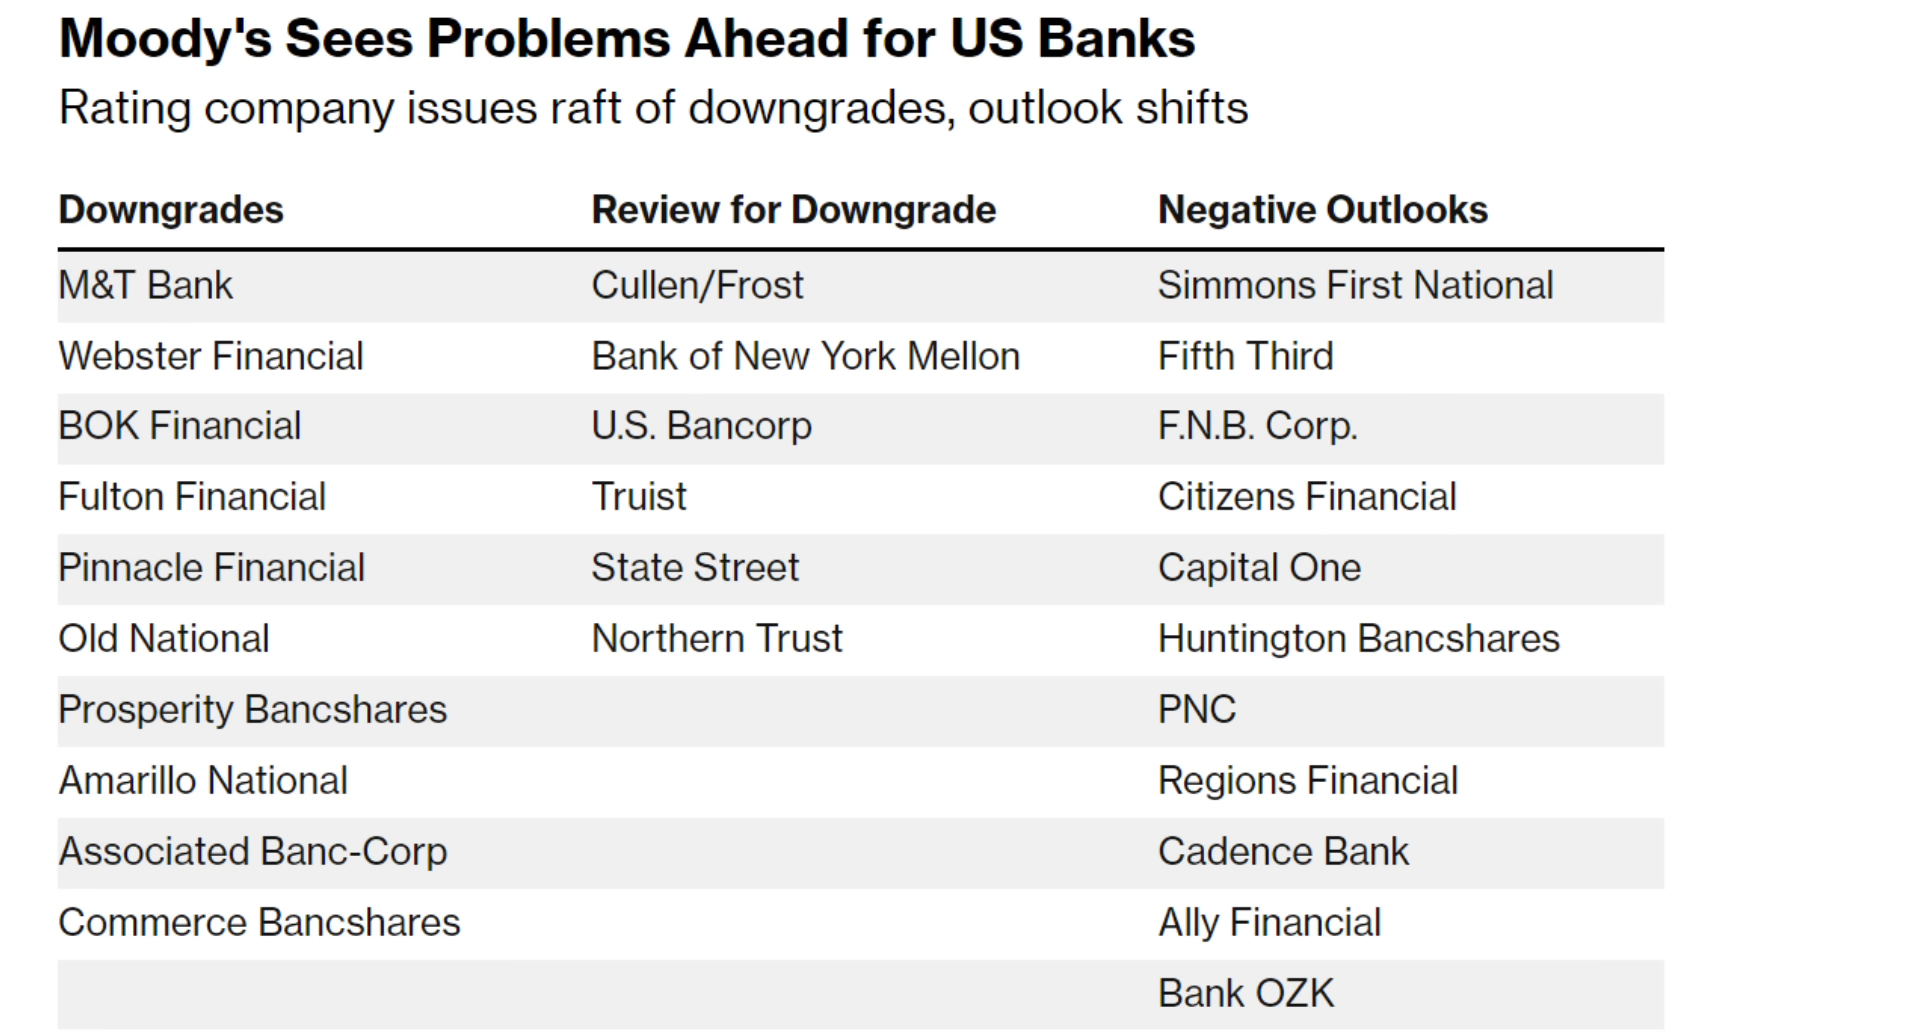 Moody's Sees Problems Ahead for US Banks
Rating company issues raft of downgrades, outlook shifts
Downgrades Review for Downgrade Negative Outlooks
M&T Bank Cullen/Frost Simmons First National
Webster Financial Bank of New York Mellon Fifth Third
BOK Financial U.S. Bancorp F.N.B. Corp.
Fulton Financial Truist Citizens Financial
Pinnacle Financial State Street Capital One
Old National Northern Trust Huntington Bancshares
Prosperity Bancshares PNC
Amarillo National Regions Financial
Associated Banc-Corp Cadence Bank
Commerce Bancshares Ally Financial
Bank OZK